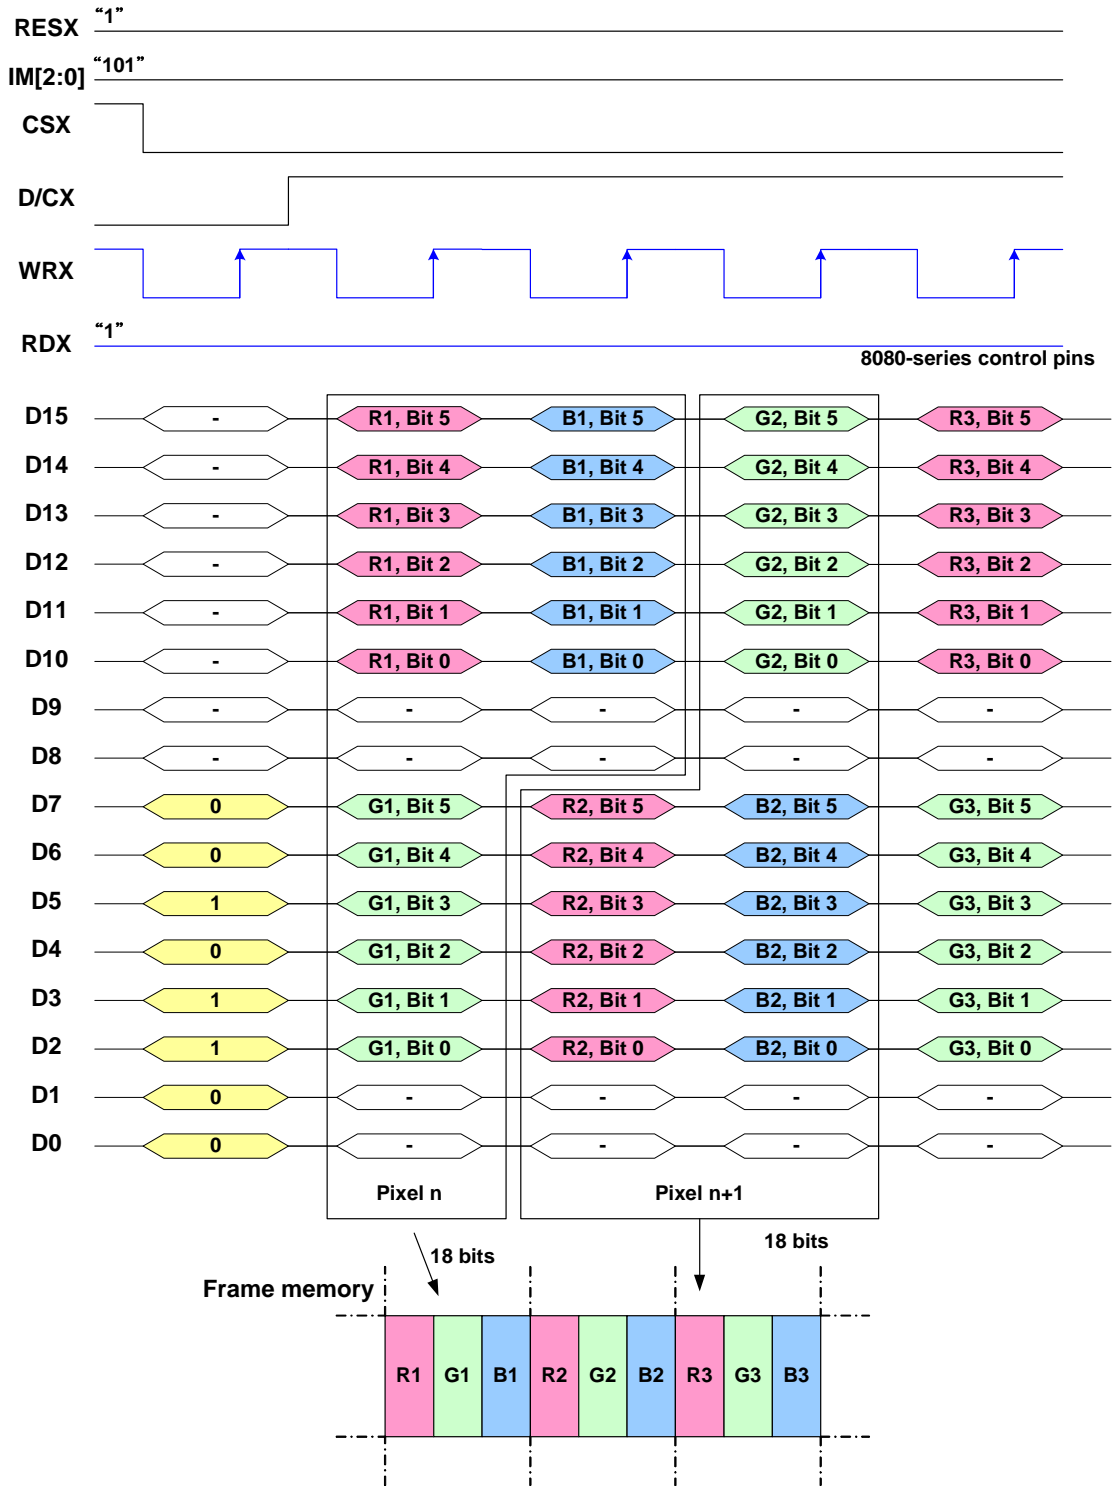 RESX “1”
IM[2:0] “101”
CSX
D/CX
WRX
RDX “1”
8080-series control pins
D15 - R1, Bit 5 B1, Bit 5 G2, Bit 5 R3, Bit 5
D14 - R1, Bit 4 B1, Bit 4 G2, Bit 4 R3, Bit 4
D13 - R1, Bit 3 B1, Bit 3 G2, Bit 3 R3, Bit 3
D12 - R1, Bit 2 B1, Bit 2 G2, Bit 2 R3, Bit 2
D11 - R1, Bit 1 B1, Bit 1 G2, Bit 1 R3, Bit 1
D10 - R1, Bit 0 B1, Bit 0 G2, Bit 0 R3, Bit 0
D9 - - - - -
D8 - - - - -
D7 0 G1, Bit 5 R2, Bit 5 B2, Bit 5 G3, Bit 5
D6 0 G1, Bit 4 R2, Bit 4 B2, Bit 4 G3, Bit 4
D5 1 G1, Bit 3 R2, Bit 3 B2, Bit 3 G3, Bit 3
D4 0 G1, Bit 2 R2, Bit 2 B2, Bit 2 G3, Bit 2
D3 1 G1, Bit 1 R2, Bit 1 B2, Bit 1 G3, Bit 1
D2 1 G1, Bit 0 R2, Bit 0 B2, Bit 0 G3, Bit 0
D1 0 - - - -
D0 0 - - - -
Pixel n Pixel n+1
18 bits 18 bits
Frame memory
R1 G1 B1 R2 G2 B2 R3 G3 B3